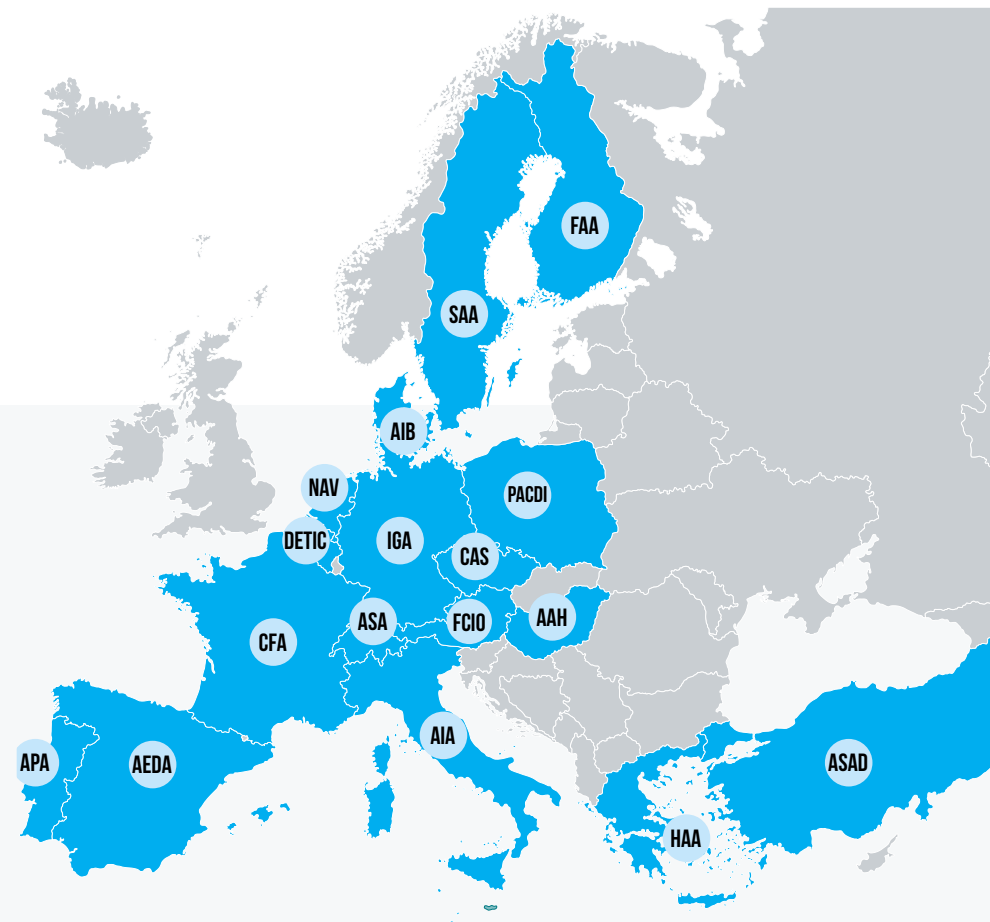 FAA
SAA
AIB
NAV
PACDI
DETIC
IGA
CAS
ASA
FCIO
AAH
CFA
AIA
APA
AEDA
ASAD
HAA